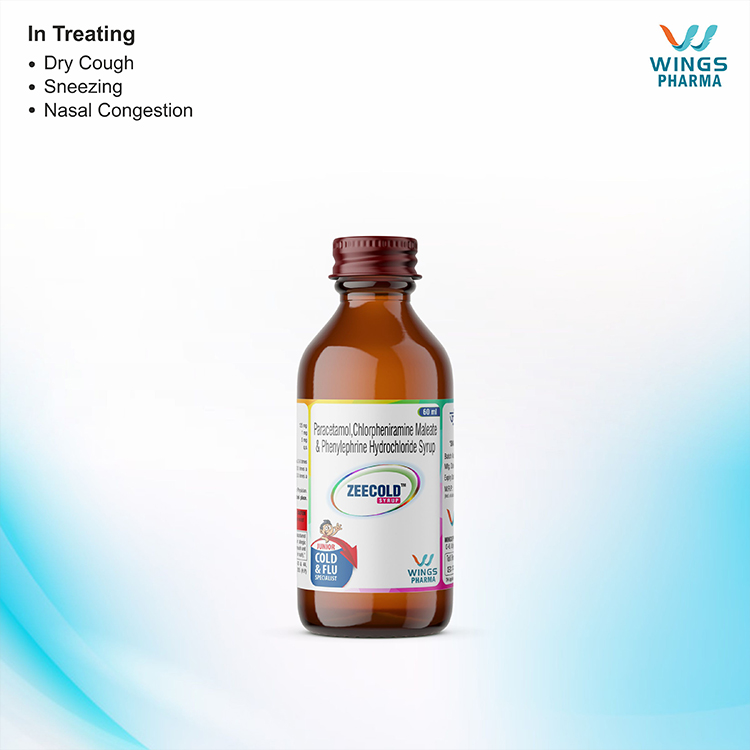 In Treating
• Dry Cough
• Sneezing
• Nasal Congestion
WINGS
PHARMA
60 ml
Paracetamol, Chlorpheniramine Maleate
& Phenylephrine Hydrochloride Syrup
ZEECOLD™
SYRUP
JUNIOR
COLD
& FLU
SPECIALIST
WINGS
PHARMA